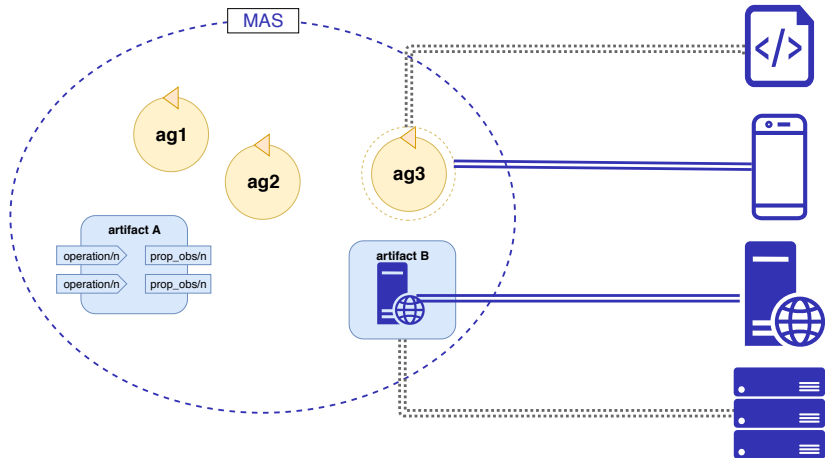 MAS
</>
ag1
ag2
ag3
artifact A
operation/n
prop_obs/n
operation/n
prop_obs/n
artifact B